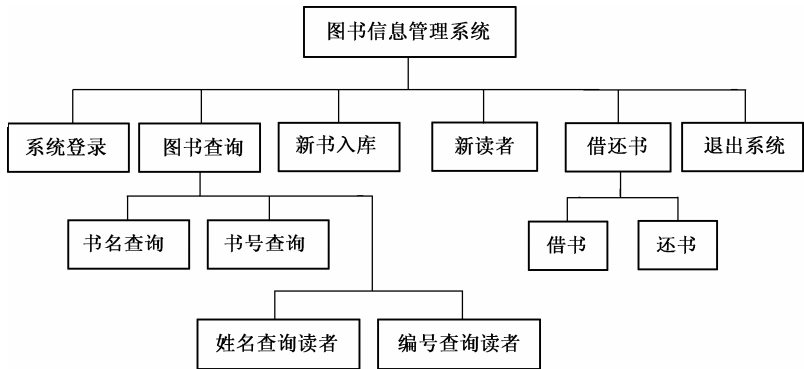 图书信息管理系统
系统登录
图书查询
新书入库
新读者
借还书
退出系统
书名查询
书号查询
借书
还书
姓名查询读者
编号查询读者